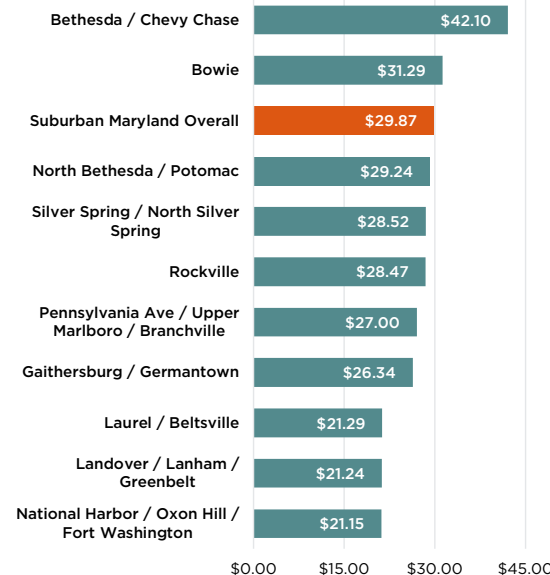 Bethesda / Chevy Chase
$42.10
Bowie
$31.29
Suburban Maryland Overall
$29.87
North Bethesda / Potomac
$29.24
Silver Spring / North Silver
Spring
$28.52
Rockville
$28.47
Pennsylvania Ave / Upper
Marlboro / Branchville
$27.00
Gaithersburg / Germantown
$26.34
Laurel / Beltsville
$21.29
Landover / Lanham /
Greenbelt
$21.24
National Harbor / Oxon Hill /
Fort Washington
$21.15
$0.00 $15.00 $30.00 $45.00